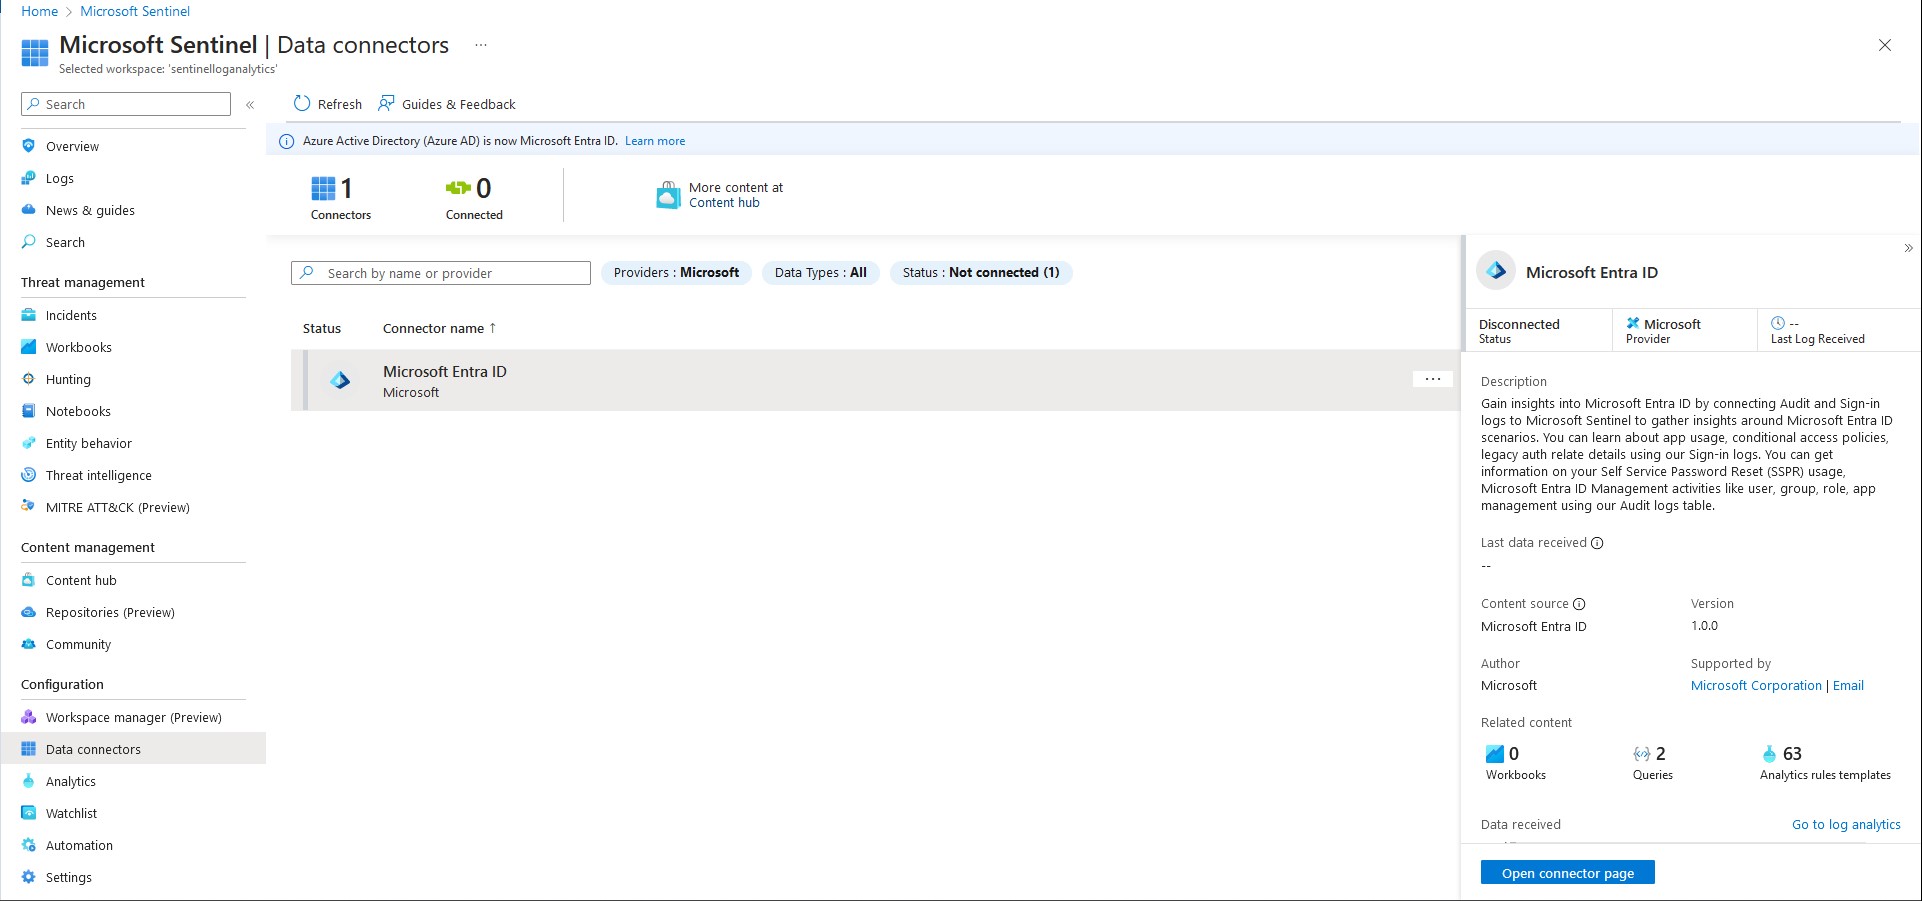 Home > Microsoft Sentinel
Microsoft Sentinel | Data connectors ...
Selected workspace: 'sentinelloganalytics'
Search «
Overview
Logs
News & guides
Search
Threat management
Incidents
Workbooks
Hunting
Notebooks
Entity behavior
Threat intelligence
MITRE ATT&CK (Preview)
Content management
Content hub
Repositories (Preview)
Community
Configuration
Workspace manager (Preview)
Data connectors
Analytics
Watchlist
Automation
Settings
Refresh Guides & Feedback
Azure Active Directory (Azure AD) is now Microsoft Entra ID. Learn more
1
Connectors
0
Connected
More content at
Content hub
Search by name or provider Providers : Microsoft Data Types : All Status : Not connected (1)
Status Connector name ↑
Microsoft Entra ID
Microsoft
...
»
Microsoft Entra ID
Disconnected
Status
Microsoft
Provider
--
Last Log Received
Description
Gain insights into Microsoft Entra ID by connecting Audit and Sign-in
logs to Microsoft Sentinel to gather insights around Microsoft Entra ID
scenarios. You can learn about app usage, conditional access policies,
legacy auth relate details using our Sign-in logs. You can get
information on your Self Service Password Reset (SSPR) usage,
Microsoft Entra ID Management activities like user, group, role, app
management using our Audit logs table.
Last data received
--
Content source Version
Microsoft Entra ID 1.0.0
Author Supported by
Microsoft Microsoft Corporation | Email
Related content
0 2 63
Workbooks Queries Analytics rules templates
Data received Go to log analytics
Open connector page